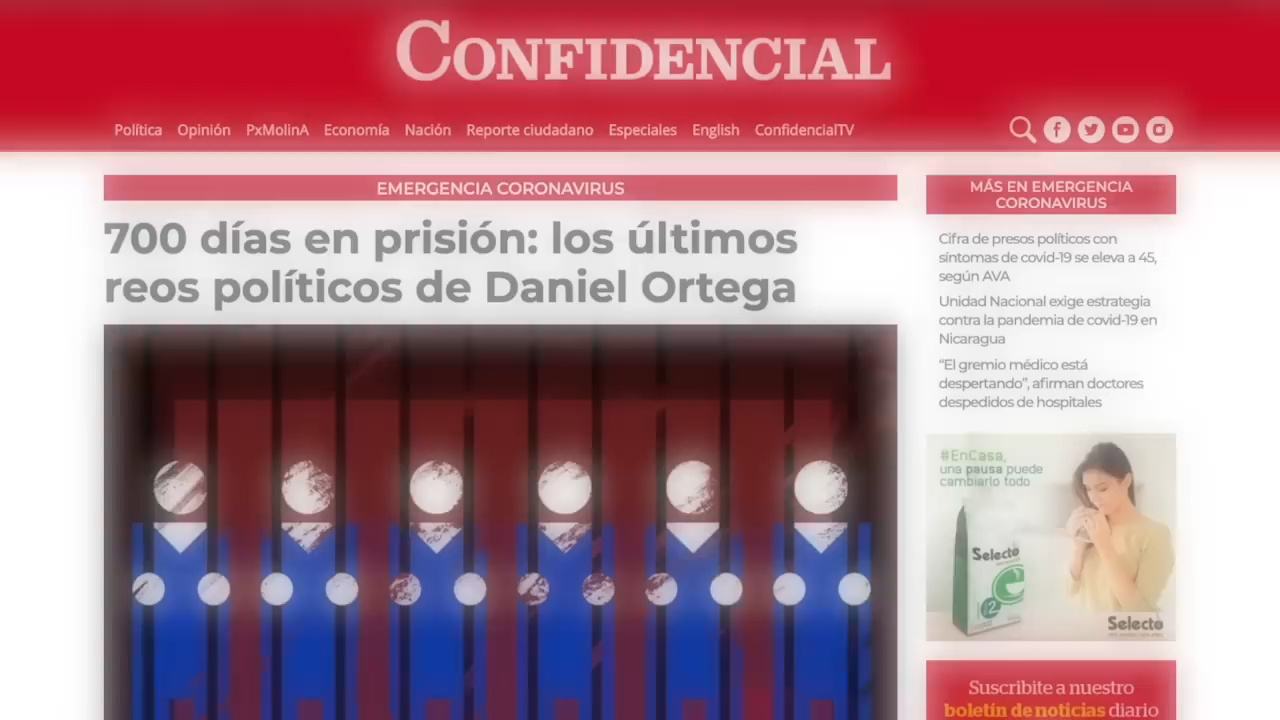 CONFIDENCIAL
Política Opinión PxMolinA Economía Nación Reporte ciudadano Especiales English ConfidencialTV
EMERGENCIA CORONAVIRUS
700 días en prisión: los últimos
reos políticos de Daniel Ortega
MÁS EN EMERGENCIA
CORONAVIRUS
Cifra de presos políticos con
síntomas de covid-19 se eleva a 45,
según AVA
Unidad Nacional exige estrategia
contra la pandemia de covid-19 en
Nicaragua
“El gremio médico está
despertando”, afirman doctores
despedidos de hospitales
#EnCasa,
una pausa puede
cambiarlo todo
Selecto
Selecto
Suscribite a nuestro
boletín de noticias diario